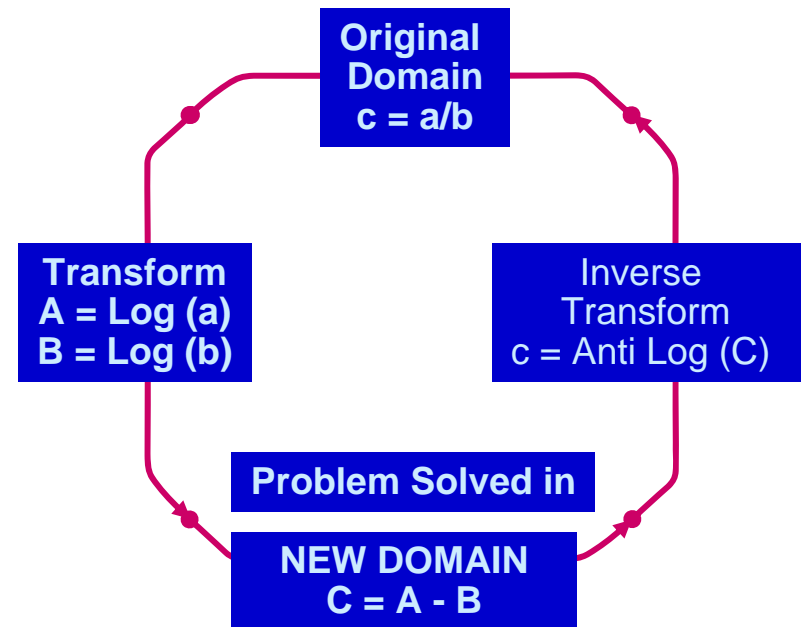 Original
Domain
c = a/b
Transform
A = Log (a)
B = Log (b)
Inverse
Transform
c = Anti Log (C)
Problem Solved in
NEW DOMAIN
C = A - B